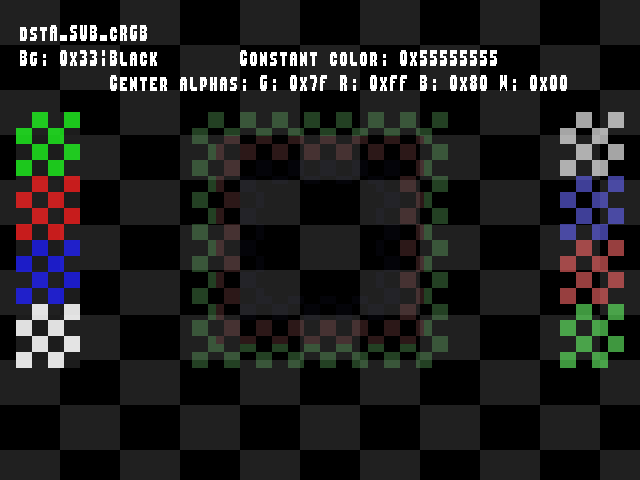 dstA_SUB_cRGB
Bg: 0x33¦Black Constant color: 0x55555555
Center alphas: G: 0x7f R: 0xff B: 0x80 W: 0x00